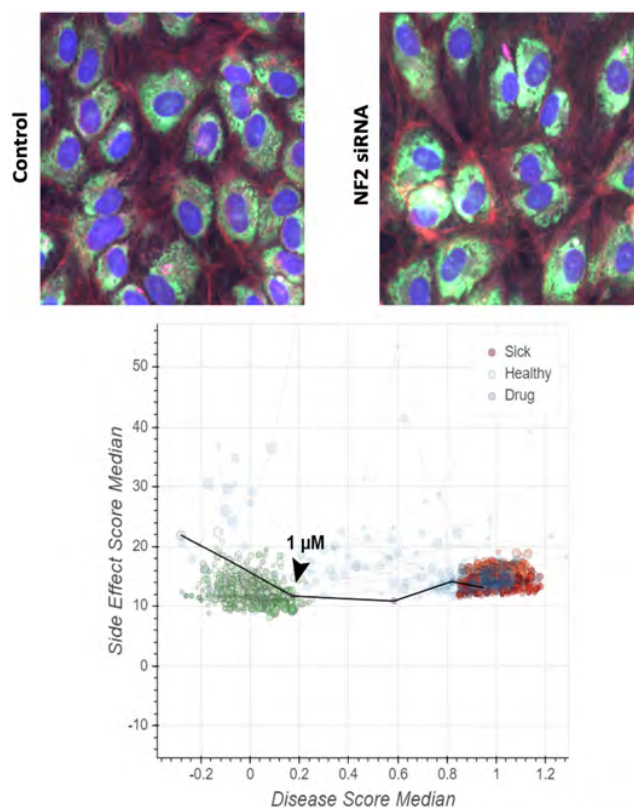 Control
NF2 siRNA
Side Effect Score Median
50
40
30
20
10
0
-10
Sick
Healthy
Drug
1 µM
-0.2
0
0.2
0.4
0.6
0.8
1
1.2
Disease Score Median